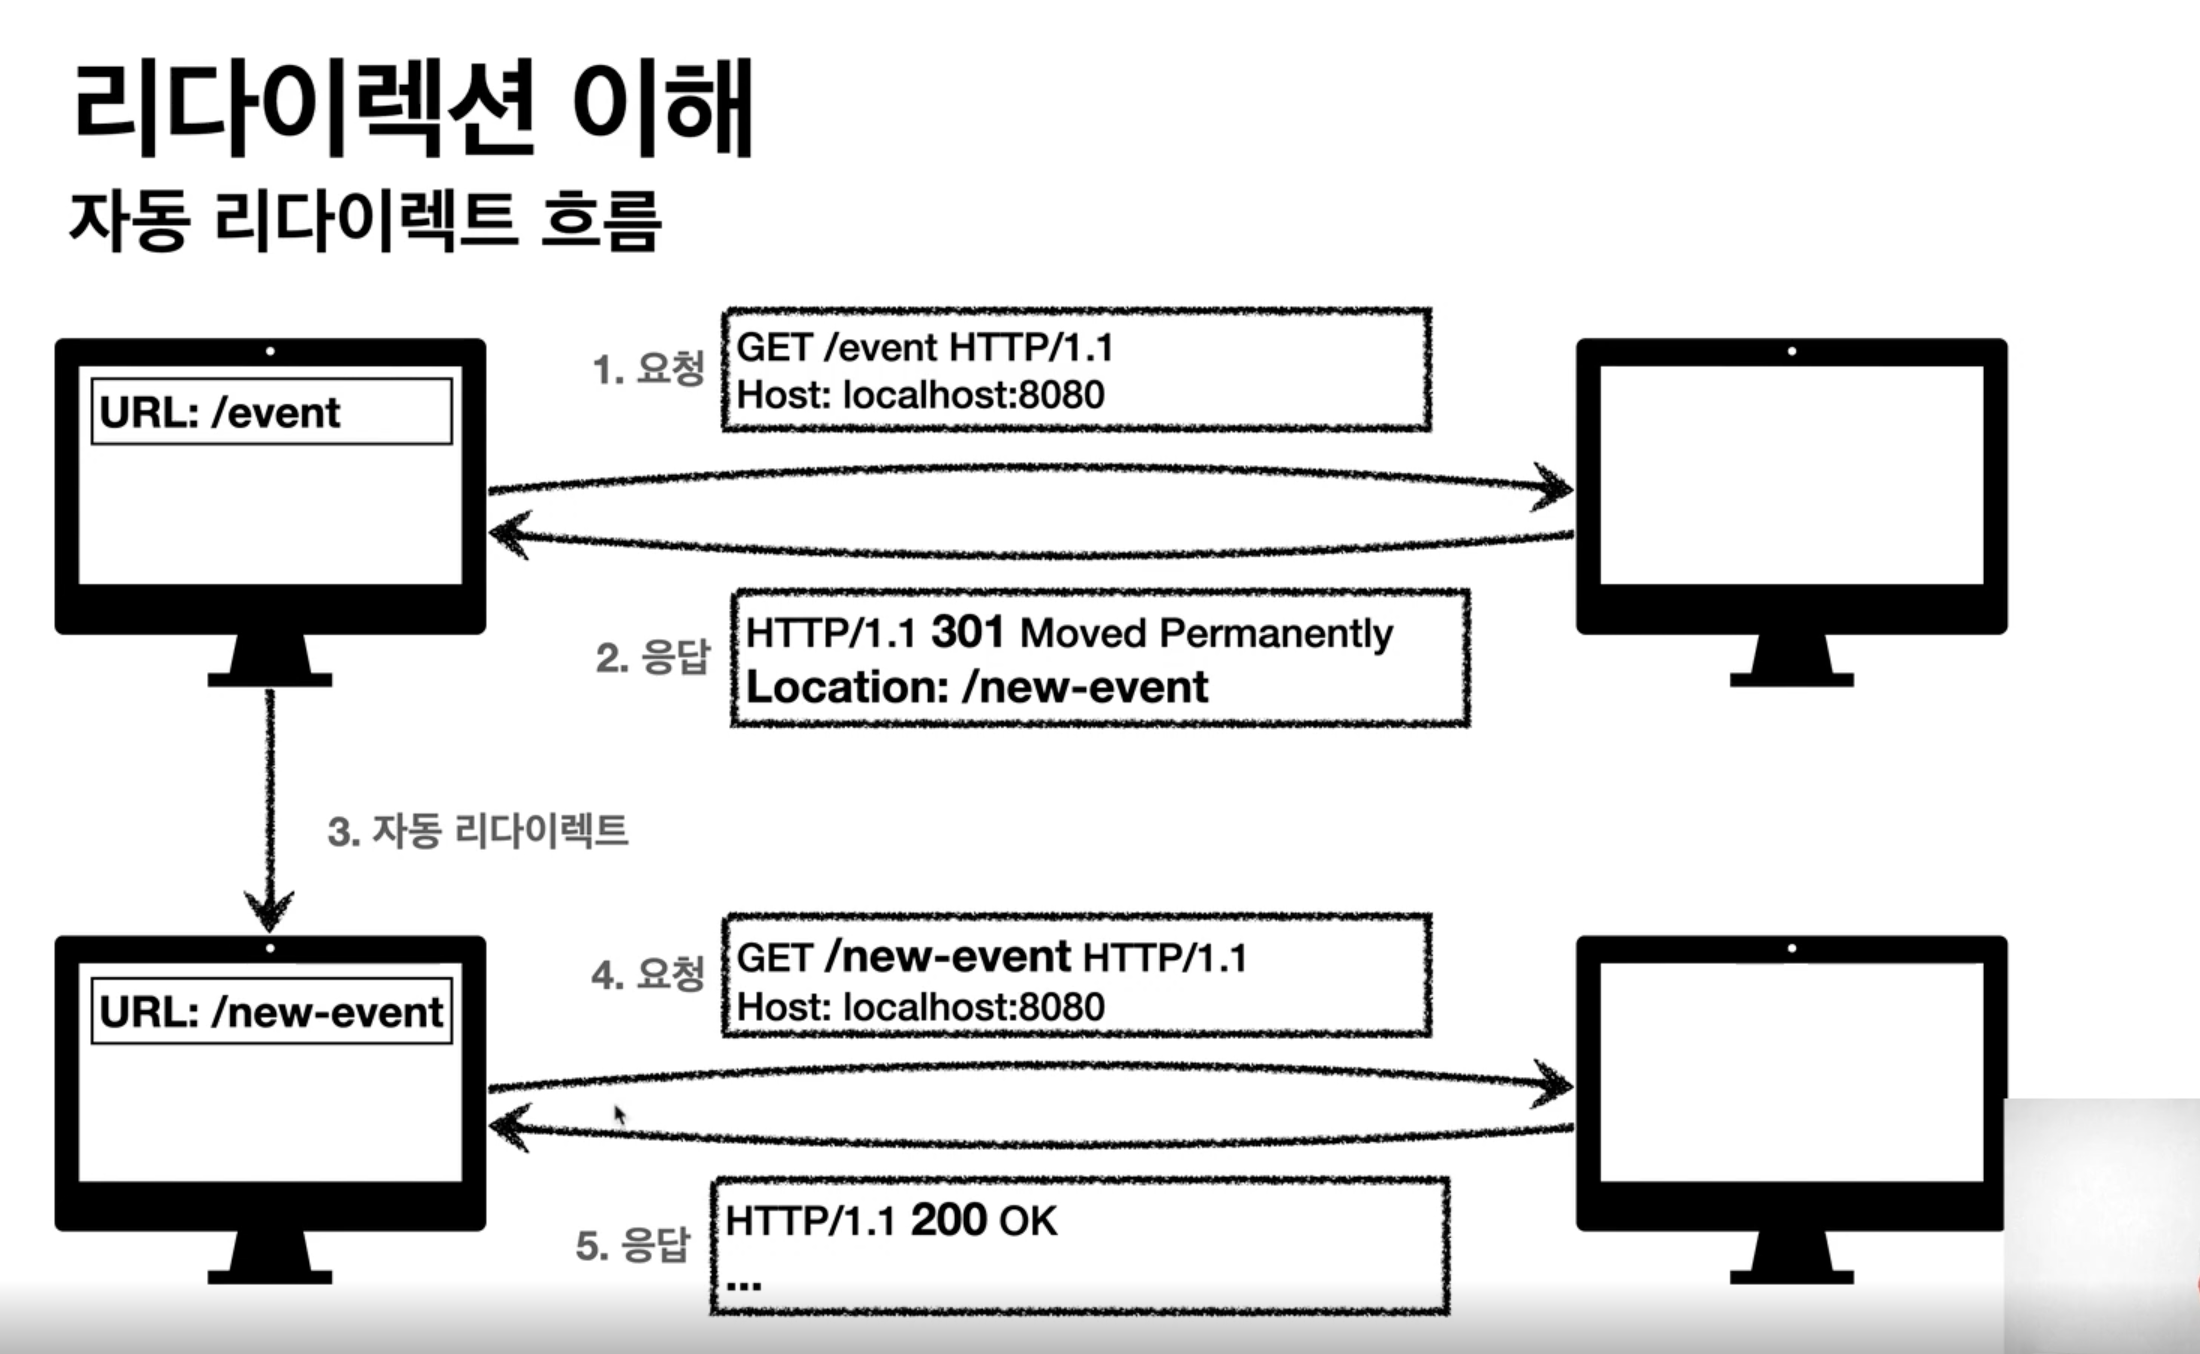 리다이렉션 이해
자동 리다이렉트 흐름
URL: /event
1. 요청
GET /event HTTP/1.1
Host: localhost:8080
2. 응답
HTTP/1.1 301 Moved Permanently
Location: /new-event
3. 자동 리다이렉트
URL: /new-event
4. 요청
GET /new-event HTTP/1.1
Host: localhost:8080
5. 응답
HTTP/1.1 200 OK
...